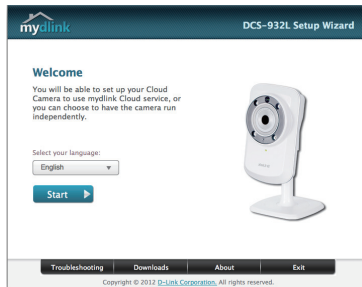 mydlink
DCS-932L Setup Wizard
Welcome
You will be able to set up your Cloud
Camera to use mydlink Cloud service, or
you can choose to have the camera run
independently.
Select your language:
English
Start
Troubleshooting
Downloads
About
Exit
Copyright © 2012 D-Link Corporation. All rights reserved.